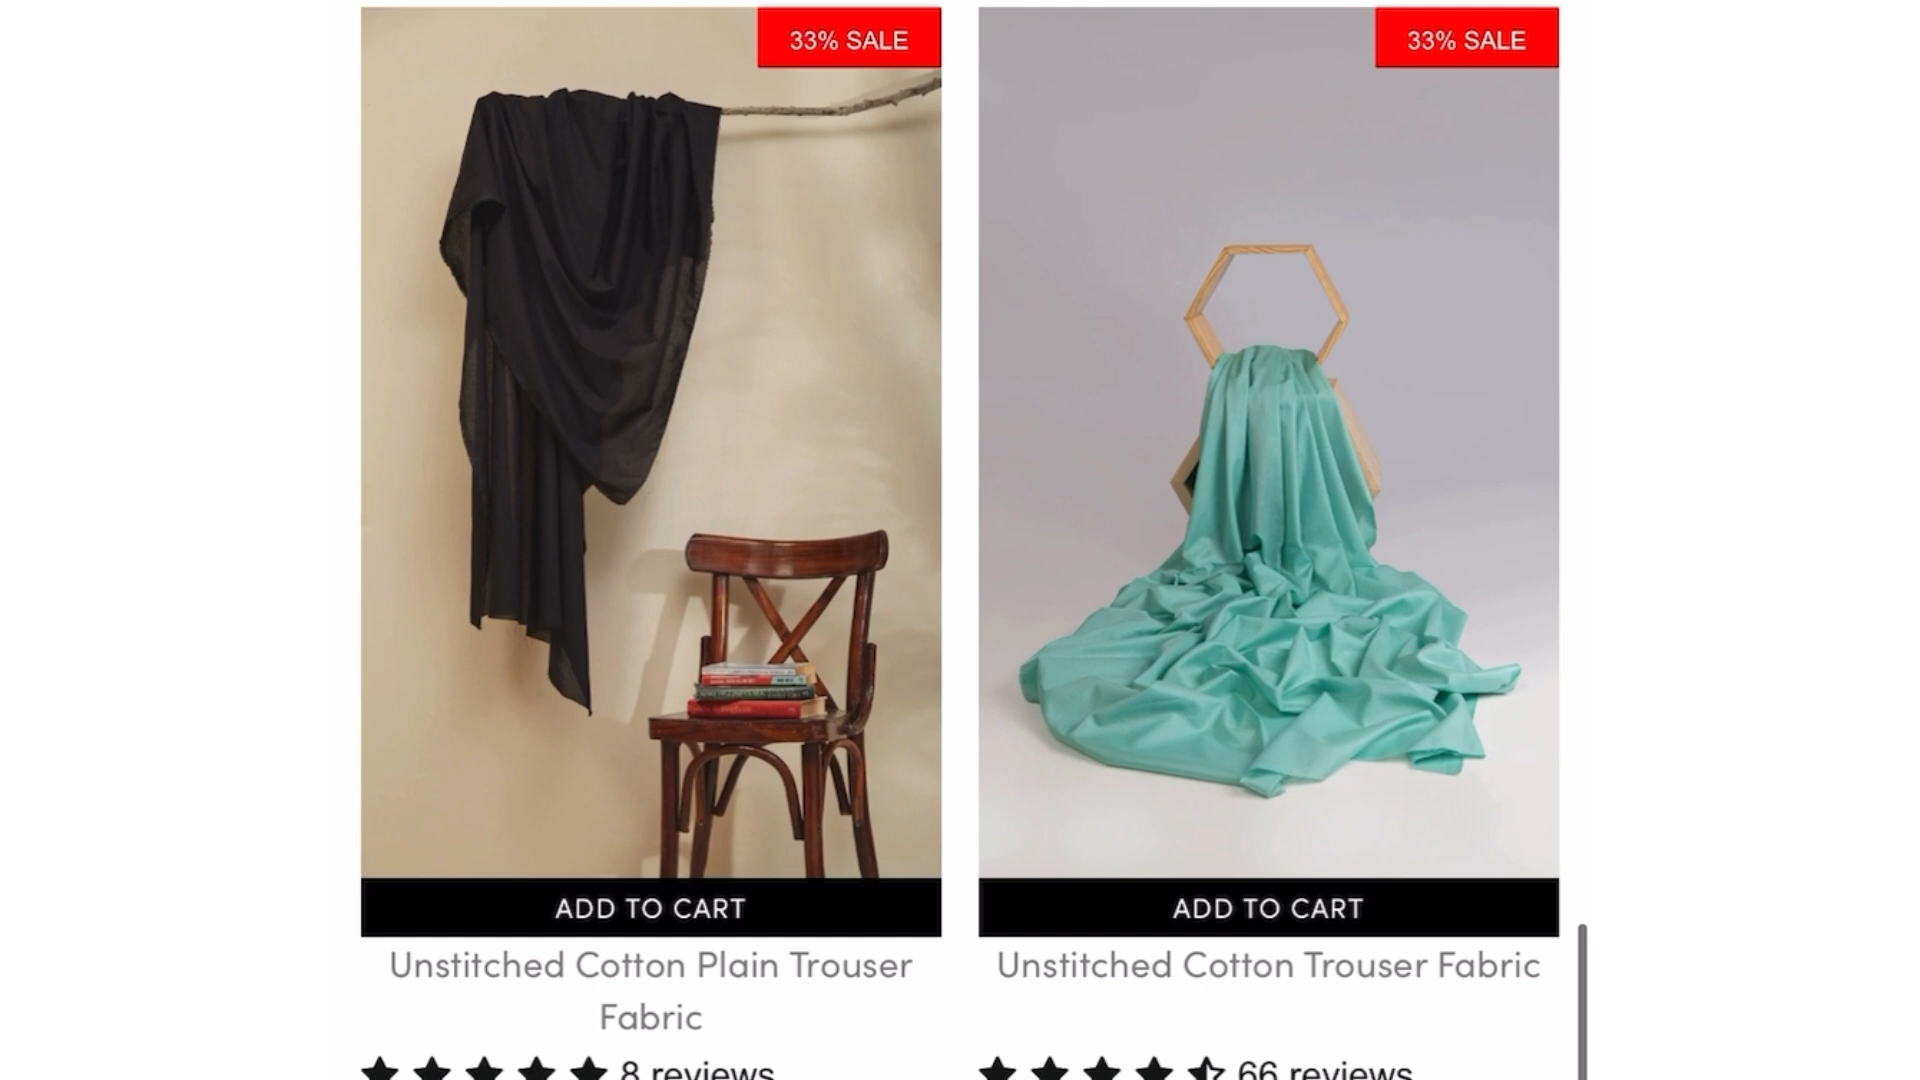 33% SALE
33% SALE
ADD TO CART
ADD TO CART
Unstitched Cotton Plain Trouser
Fabric
Unstitched Cotton Trouser Fabric
8 reviews
66 reviews